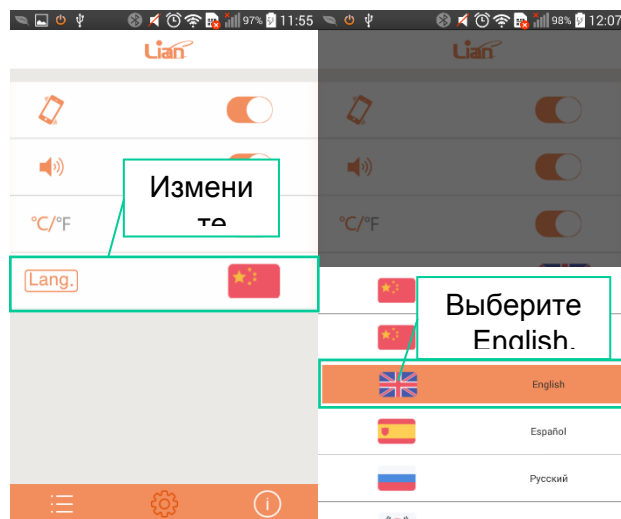 97% 11:55
98% 12:07
Lian
Lian
°C/°F
°C/°F
Измени
те
Lang.
Выберите
English.
English
Español
Русский